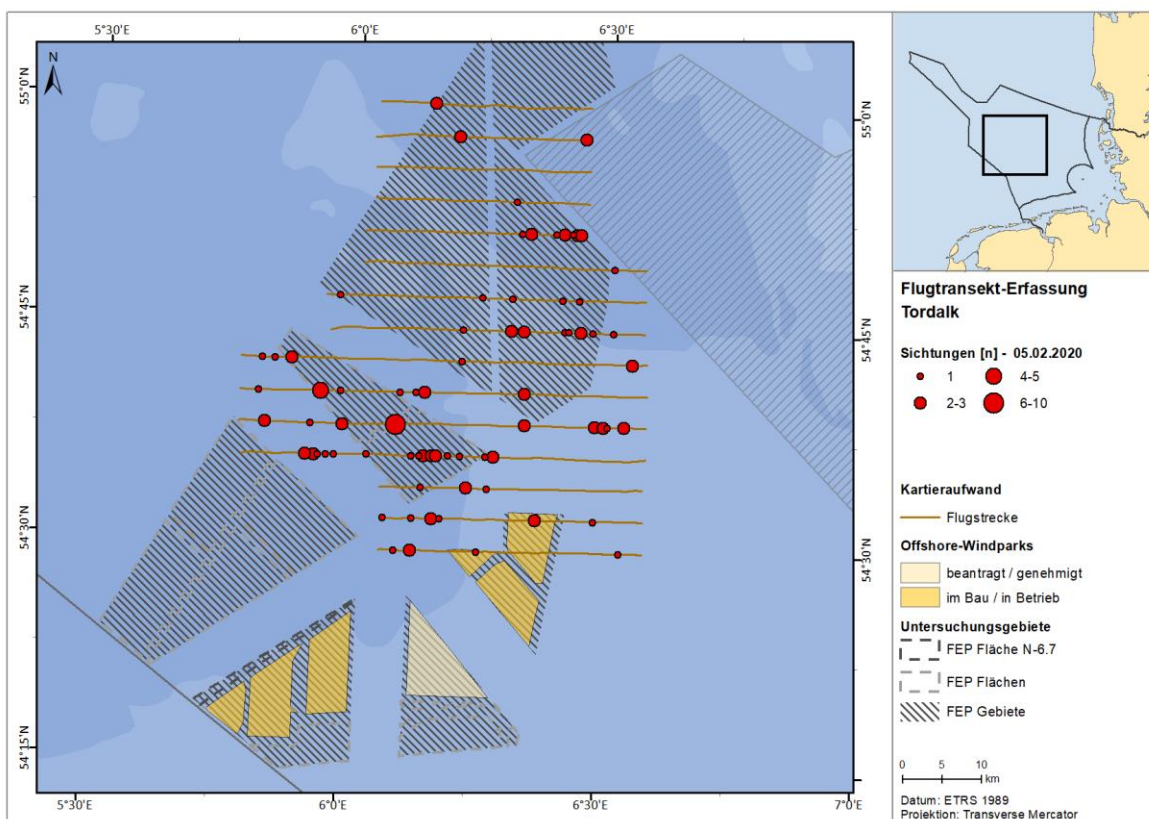 5°30'E
6°0'E
6°30'E
N
55°0'N
55°0'N
54°45'N
54°45'N
54°30'N
54°30'N
54°15'N
5°30'E
6°0'E
6°30'E
7°0'E
Flugtransekt-Erfassung
Tordalk
Sichtungen [n] - 05.02.2020
1
4-5
2-3
6-10
Kartieraufwand
Flugstrecke
Offshore-Windparks
beantragt / genehmigt
im Bau / in Betrieb
Untersuchungsgebiete
FEP Fläche N-6.7
FEP Flächen
FEP Gebiete
0 5 10
km
Datum: ETRS 1989
Projektion: Transverse Mercator